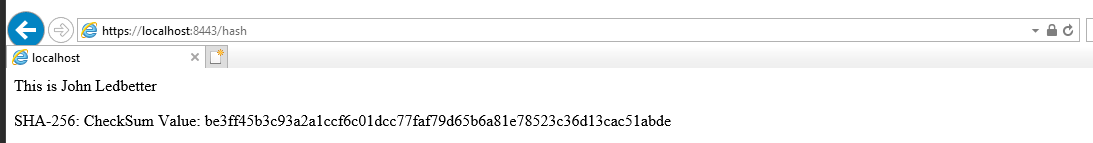 https://localhost:8443/hash
localhost
This is John Ledbetter
SHA-256: CheckSum Value: be3ff45b3c93a2a1ccf6c01dcc77faf79d65b6a81e78523c36d13cac51abde